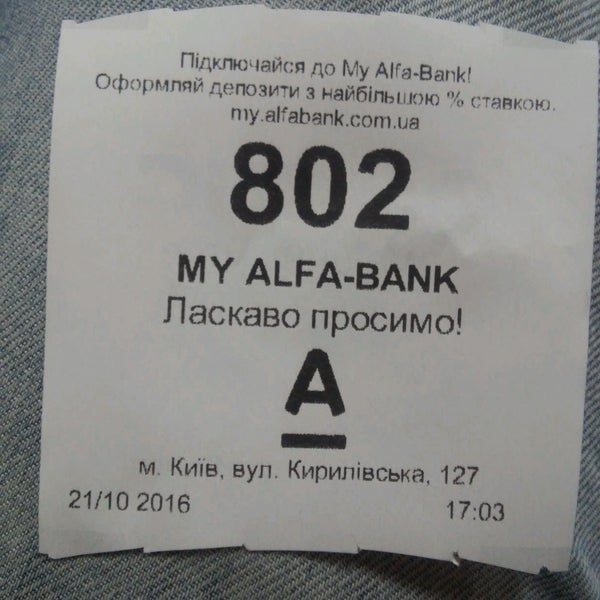 Підключайся до My Alfa-Bank!
Оформляй депозити з найбільшою % ставкою.
my.alfabank.com.ua
802
MY ALFA-BANK
Ласкаво просимо!
А
м. Київ, вул. Кирилівська, 127
21/10 2016 17:03